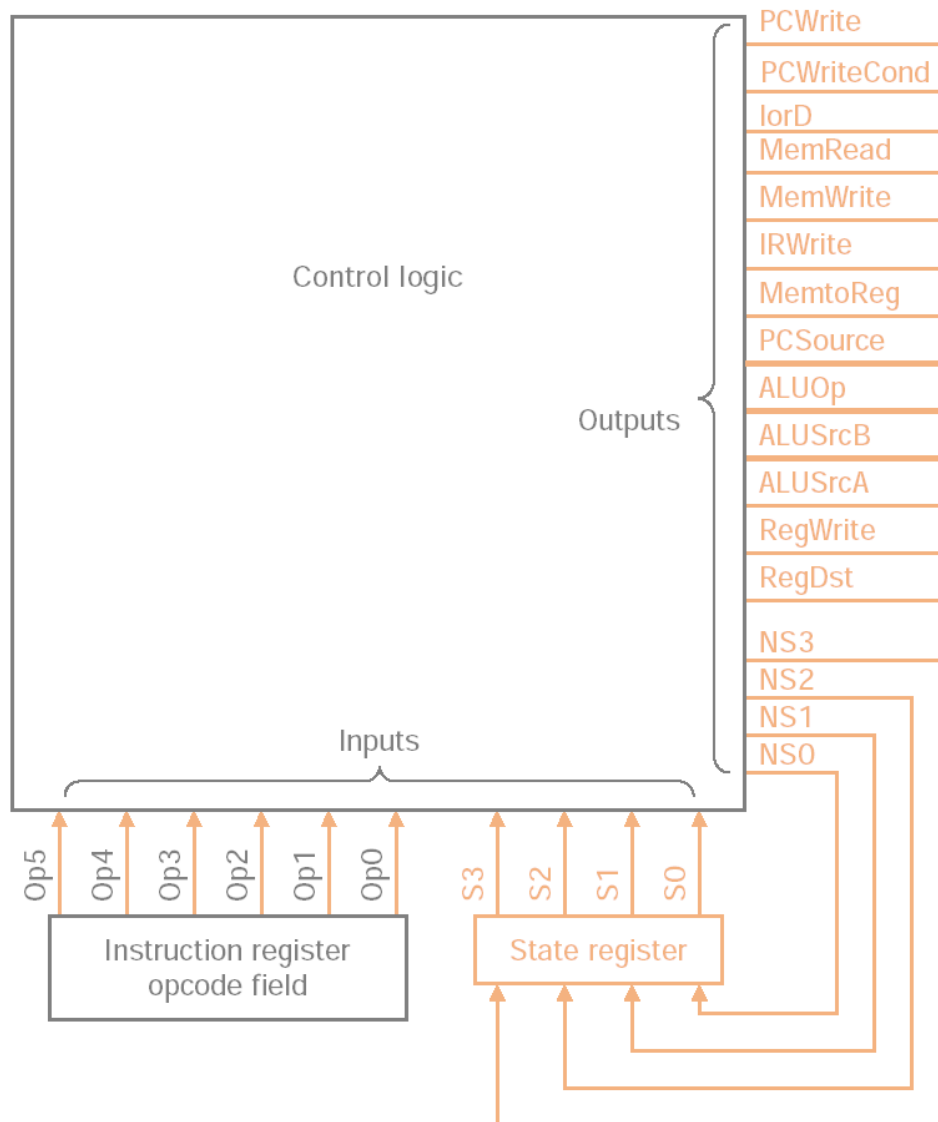 PCWrite
PCWriteCond
IorD
MemRead
MemWrite
IRWrite
MemtoReg
PCSource
ALUOp
ALUSrcB
ALUSrcA
RegWrite
RegDst
NS3
NS2
NS1
NS0
Control logic
Outputs
Inputs
Op5
Op4
Op3
Op2
Op1
Op0
S3
S2
S1
S0
Instruction register
opcode field
State register